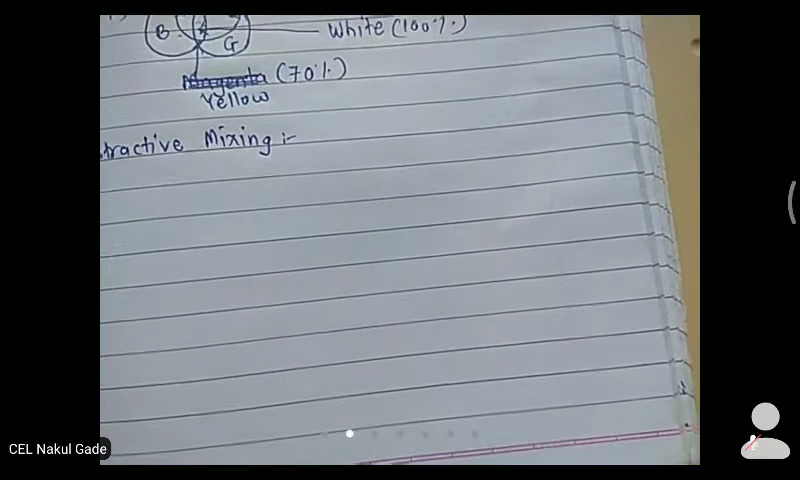 B G White (100%)
Magenta (70%)
Yellow
tractive Mixing :-
CEL Nakul Gade